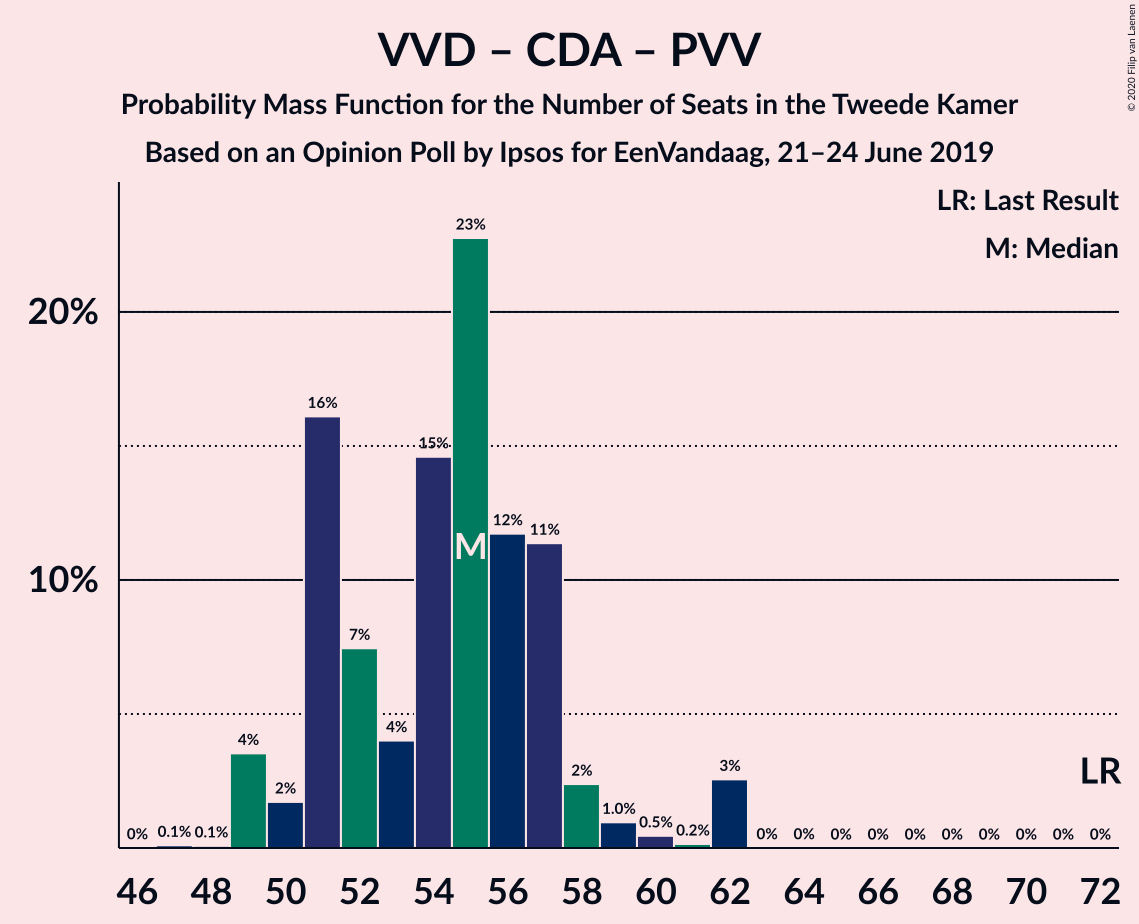 VVD – CDA – PVV
Probability Mass Function for the Number of Seats in the Tweede Kamer
Based on an Opinion Poll by Ipsos for EenVandaag, 21–24 June 2019
© 2020 Filip van Laenen
LR: Last Result
M: Median
20%
10%
0% 0.1% 0.1% 4% 2% 16% 7% 4% 15% 23% 12% 11% 2% 1.0% 0.5% 0.2% 3% 0% 0% 0% 0% 0% 0% 0% 0% 0% 0%
M
LR
46 48 50 52 54 56 58 60 62 64 66 68 70 72